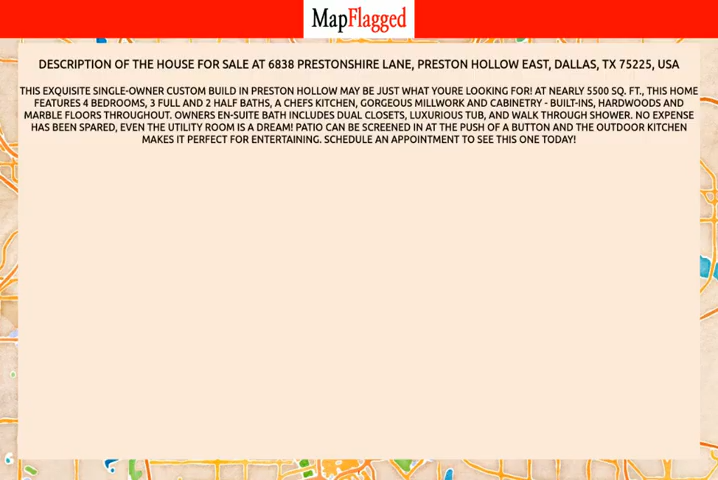 MapFlagged
DESCRIPTION OF THE HOUSE FOR SALE AT 6838 PRESTONSHIRE LANE, PRESTON HOLLOW EAST, DALLAS, TX 75225, USA
THIS EXQUISITE SINGLE-OWNER CUSTOM BUILD IN PRESTON HOLLOW MAY BE JUST WHAT YOURE LOOKING FOR! AT NEARLY 5500 SQ. FT., THIS HOME
FEATURES 4 BEDROOMS, 3 FULL AND 2 HALF BATHS, A CHEFS KITCHEN, GORGEOUS MILLWORK AND CABINETRY - BUILT-INS, HARDWOODS AND
MARBLE FLOORS THROUGHOUT. OWNERS EN-SUITE BATH INCLUDES DUAL CLOSETS, LUXURIOUS TUB, AND WALK THROUGH SHOWER. NO EXPENSE
HAS BEEN SPARED, EVEN THE UTILITY ROOM IS A DREAM! PATIO CAN BE SCREENED IN AT THE PUSH OF A BUTTON AND THE OUTDOOR KITCHEN
MAKES IT PERFECT FOR ENTERTAINING. SCHEDULE AN APPOINTMENT TO SEE THIS ONE TODAY!